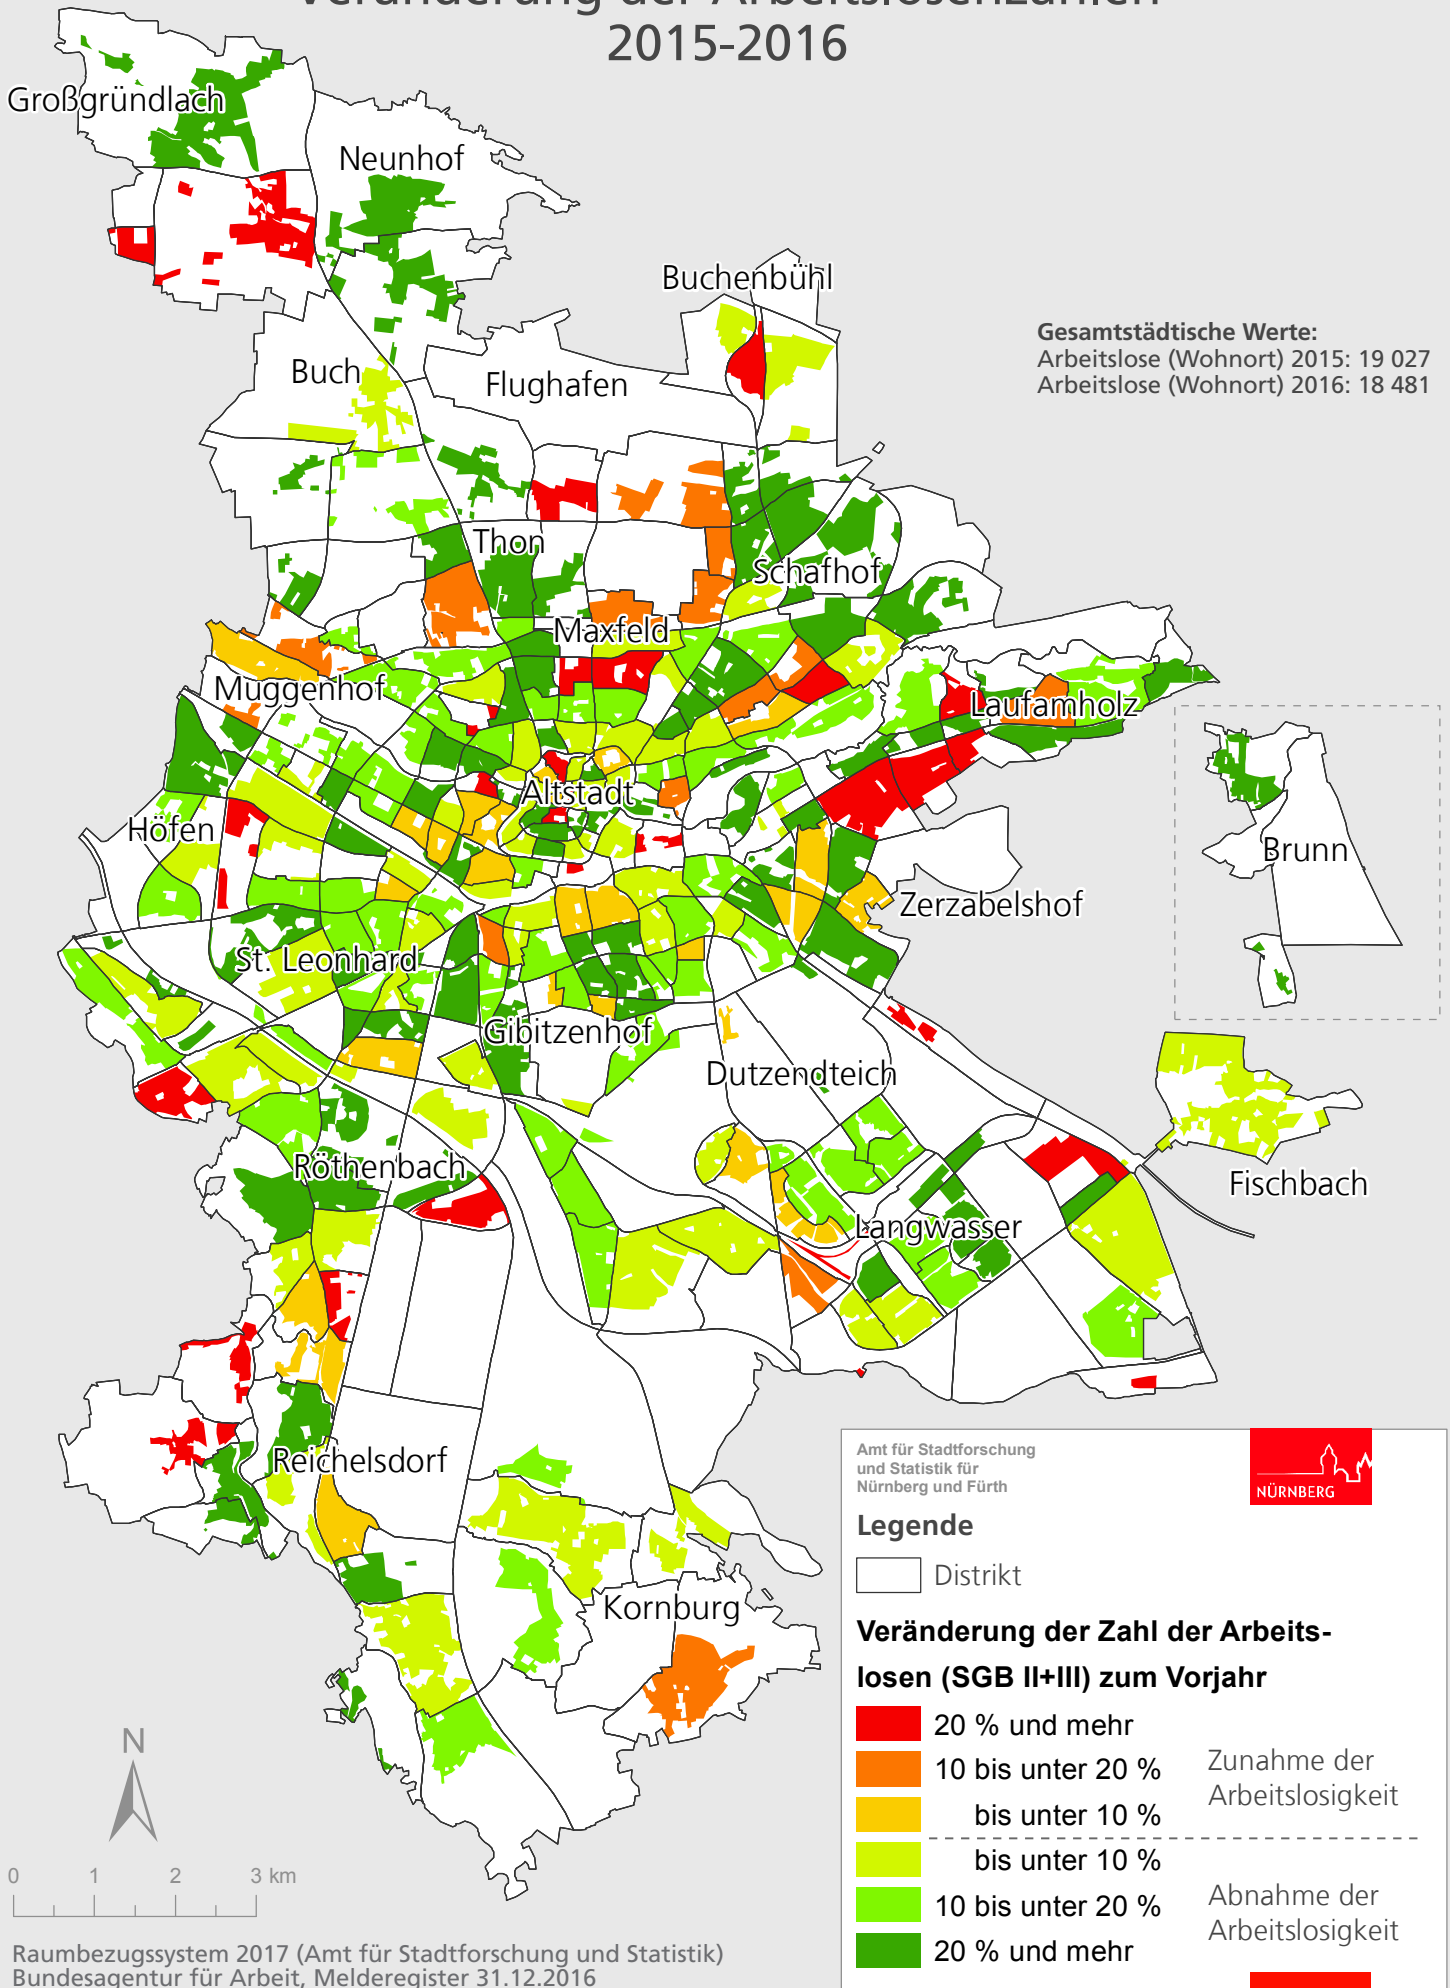 Veränderung der Arbeitslosenzahlen
2015-2016
Großgründlach
Neunhof
Buchenbühl
Gesamtstädtische Werte:
Arbeitslose (Wohnort) 2015: 19 027
Arbeitslose (Wohnort) 2016: 18 481
Buch
Flughafen
Thon
Schafhof
Maxfeld
Muggenhof
Laufamholz
Altstadt
Höfen
Brunn
Zerzabelshof
St. Leonhard
Gibitzenhof
Dutzendteich
Röthenbach
Fischbach
Langwasser
Reichelsdorf
Kornburg
Amt für Stadtforschung
und Statistik für
Nürnberg und Fürth
NÜRNBERG
Legende
Distrikt
Veränderung der Zahl der Arbeits-
losen (SGB II+III) zum Vorjahr
20 % und mehr
10 bis unter 20 %
bis unter 10 %
Zunahme der
Arbeitslosigkeit
bis unter 10 %
10 bis unter 20 %
20 % und mehr
Abnahme der
Arbeitslosigkeit
N
0 1 2 3 km
Raumbezugssystem 2017 (Amt für Stadtforschung und Statistik)
Bundesagentur für Arbeit, Melderegister 31.12.2016